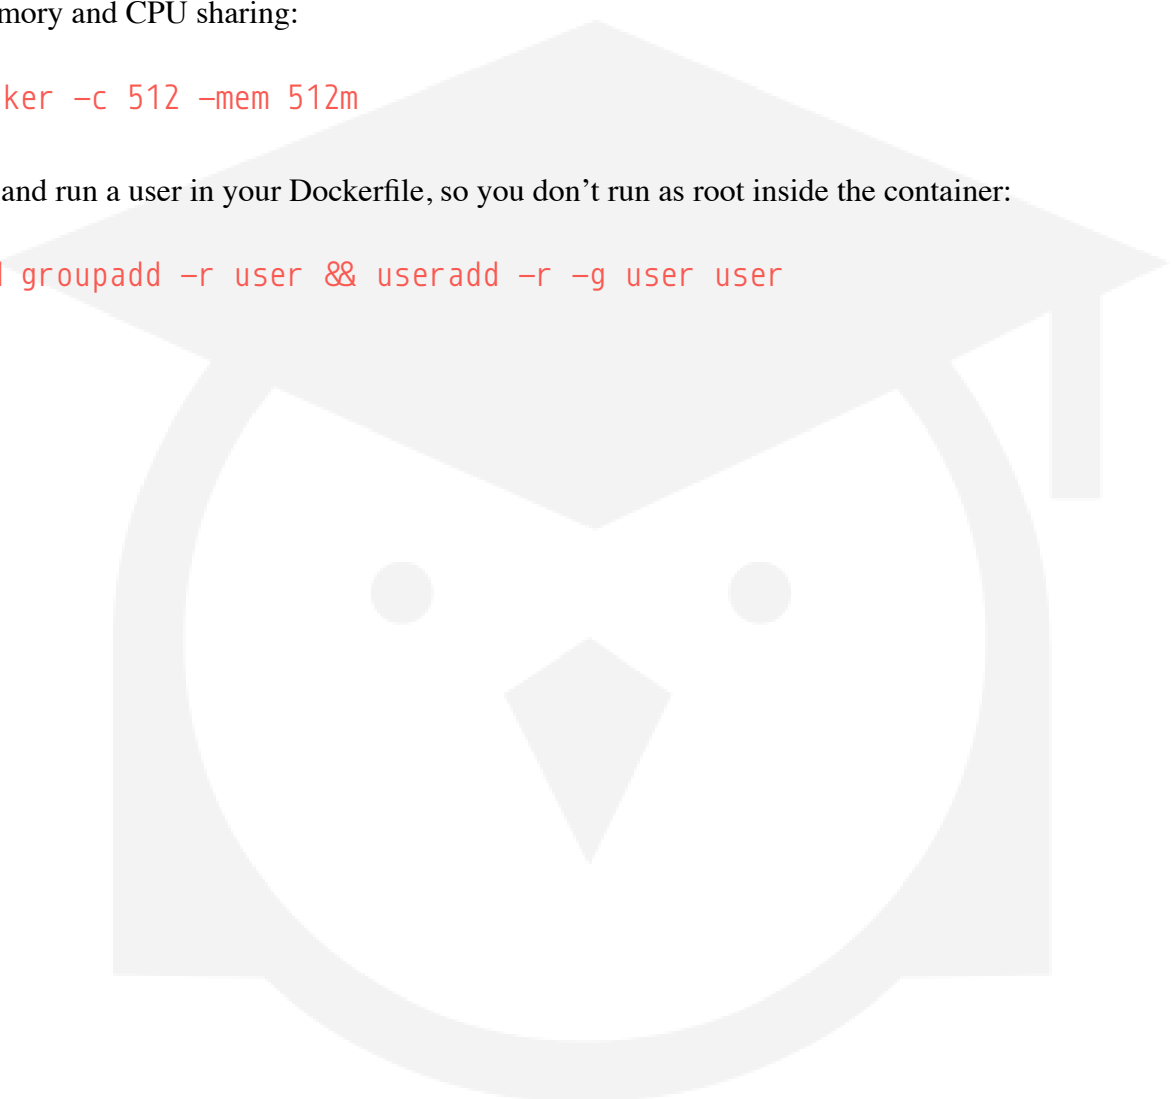 mory and CPU sharing:
ker –c 512 –mem 512m
and run a user in your Dockerfile, so you don’t run as root inside the container:
groupadd –r user && useradd –r –g user user